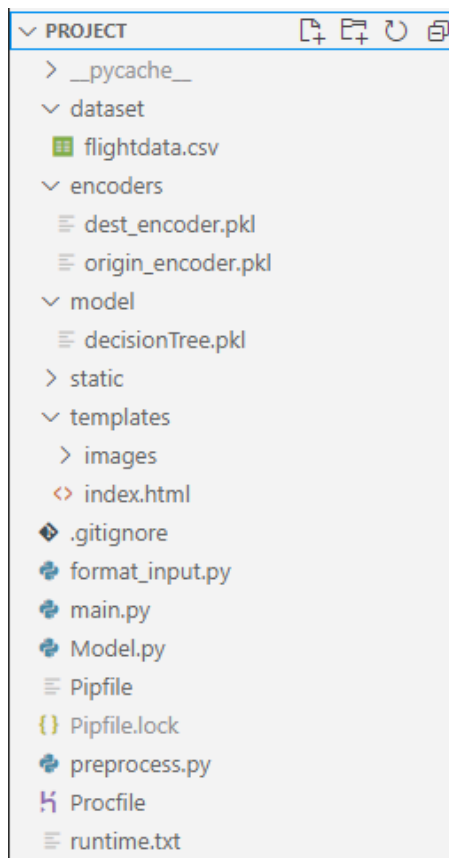 PROJECT
__pycache__
dataset
flightdata.csv
encoders
dest_encoder.pkl
origin_encoder.pkl
model
decisionTree.pkl
static
templates
images
index.html
.gitignore
format_input.py
main.py
Model.py
Pipfile
Pipfile.lock
preprocess.py
Procfile
runtime.txt